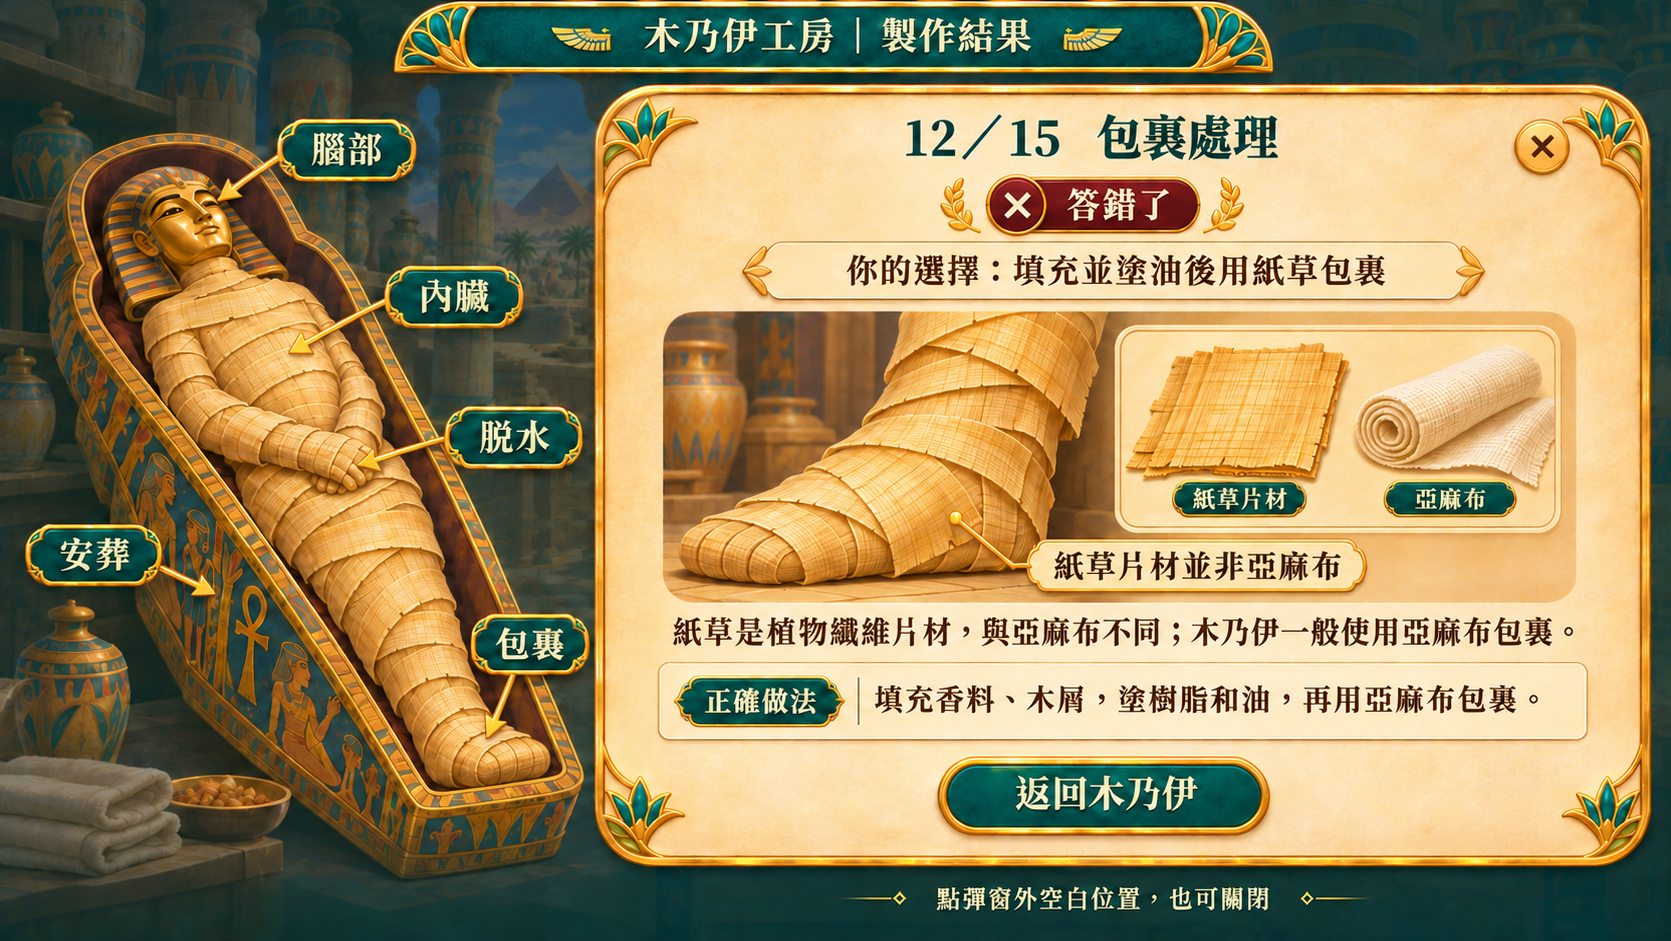 木乃伊工房｜製作結果
腦部
內臟
脫水
安葬
包裹
12／15 包裹處理
答錯了
你的選擇：填充並塗油後用紙草包裹
紙草片材
亞麻布
紙草片材並非亞麻布
紙草是植物纖維片材，與亞麻布不同；木乃伊一般使用亞麻布包裹。
正確做法
填充香料、木屑，塗樹脂和油，再用亞麻布包裹。
返回木乃伊
點彈窗外空白位置，也可關閉